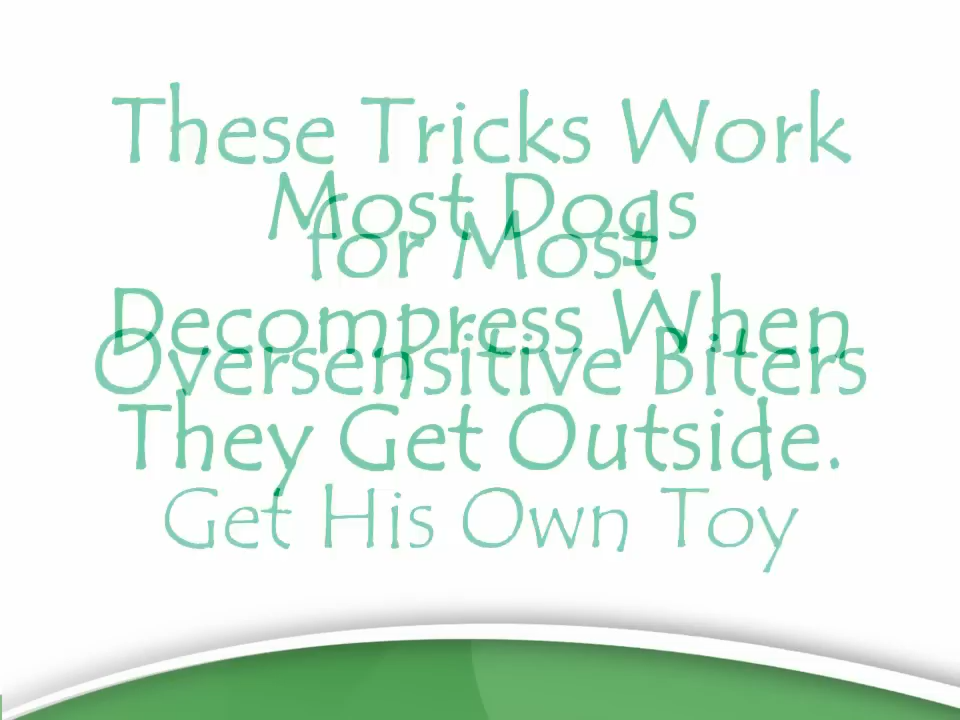 These Tricks Work
Most Dogs
for Most
Decompress When
Oversensitive Biters
They Get Outside.
Get His Own Toy